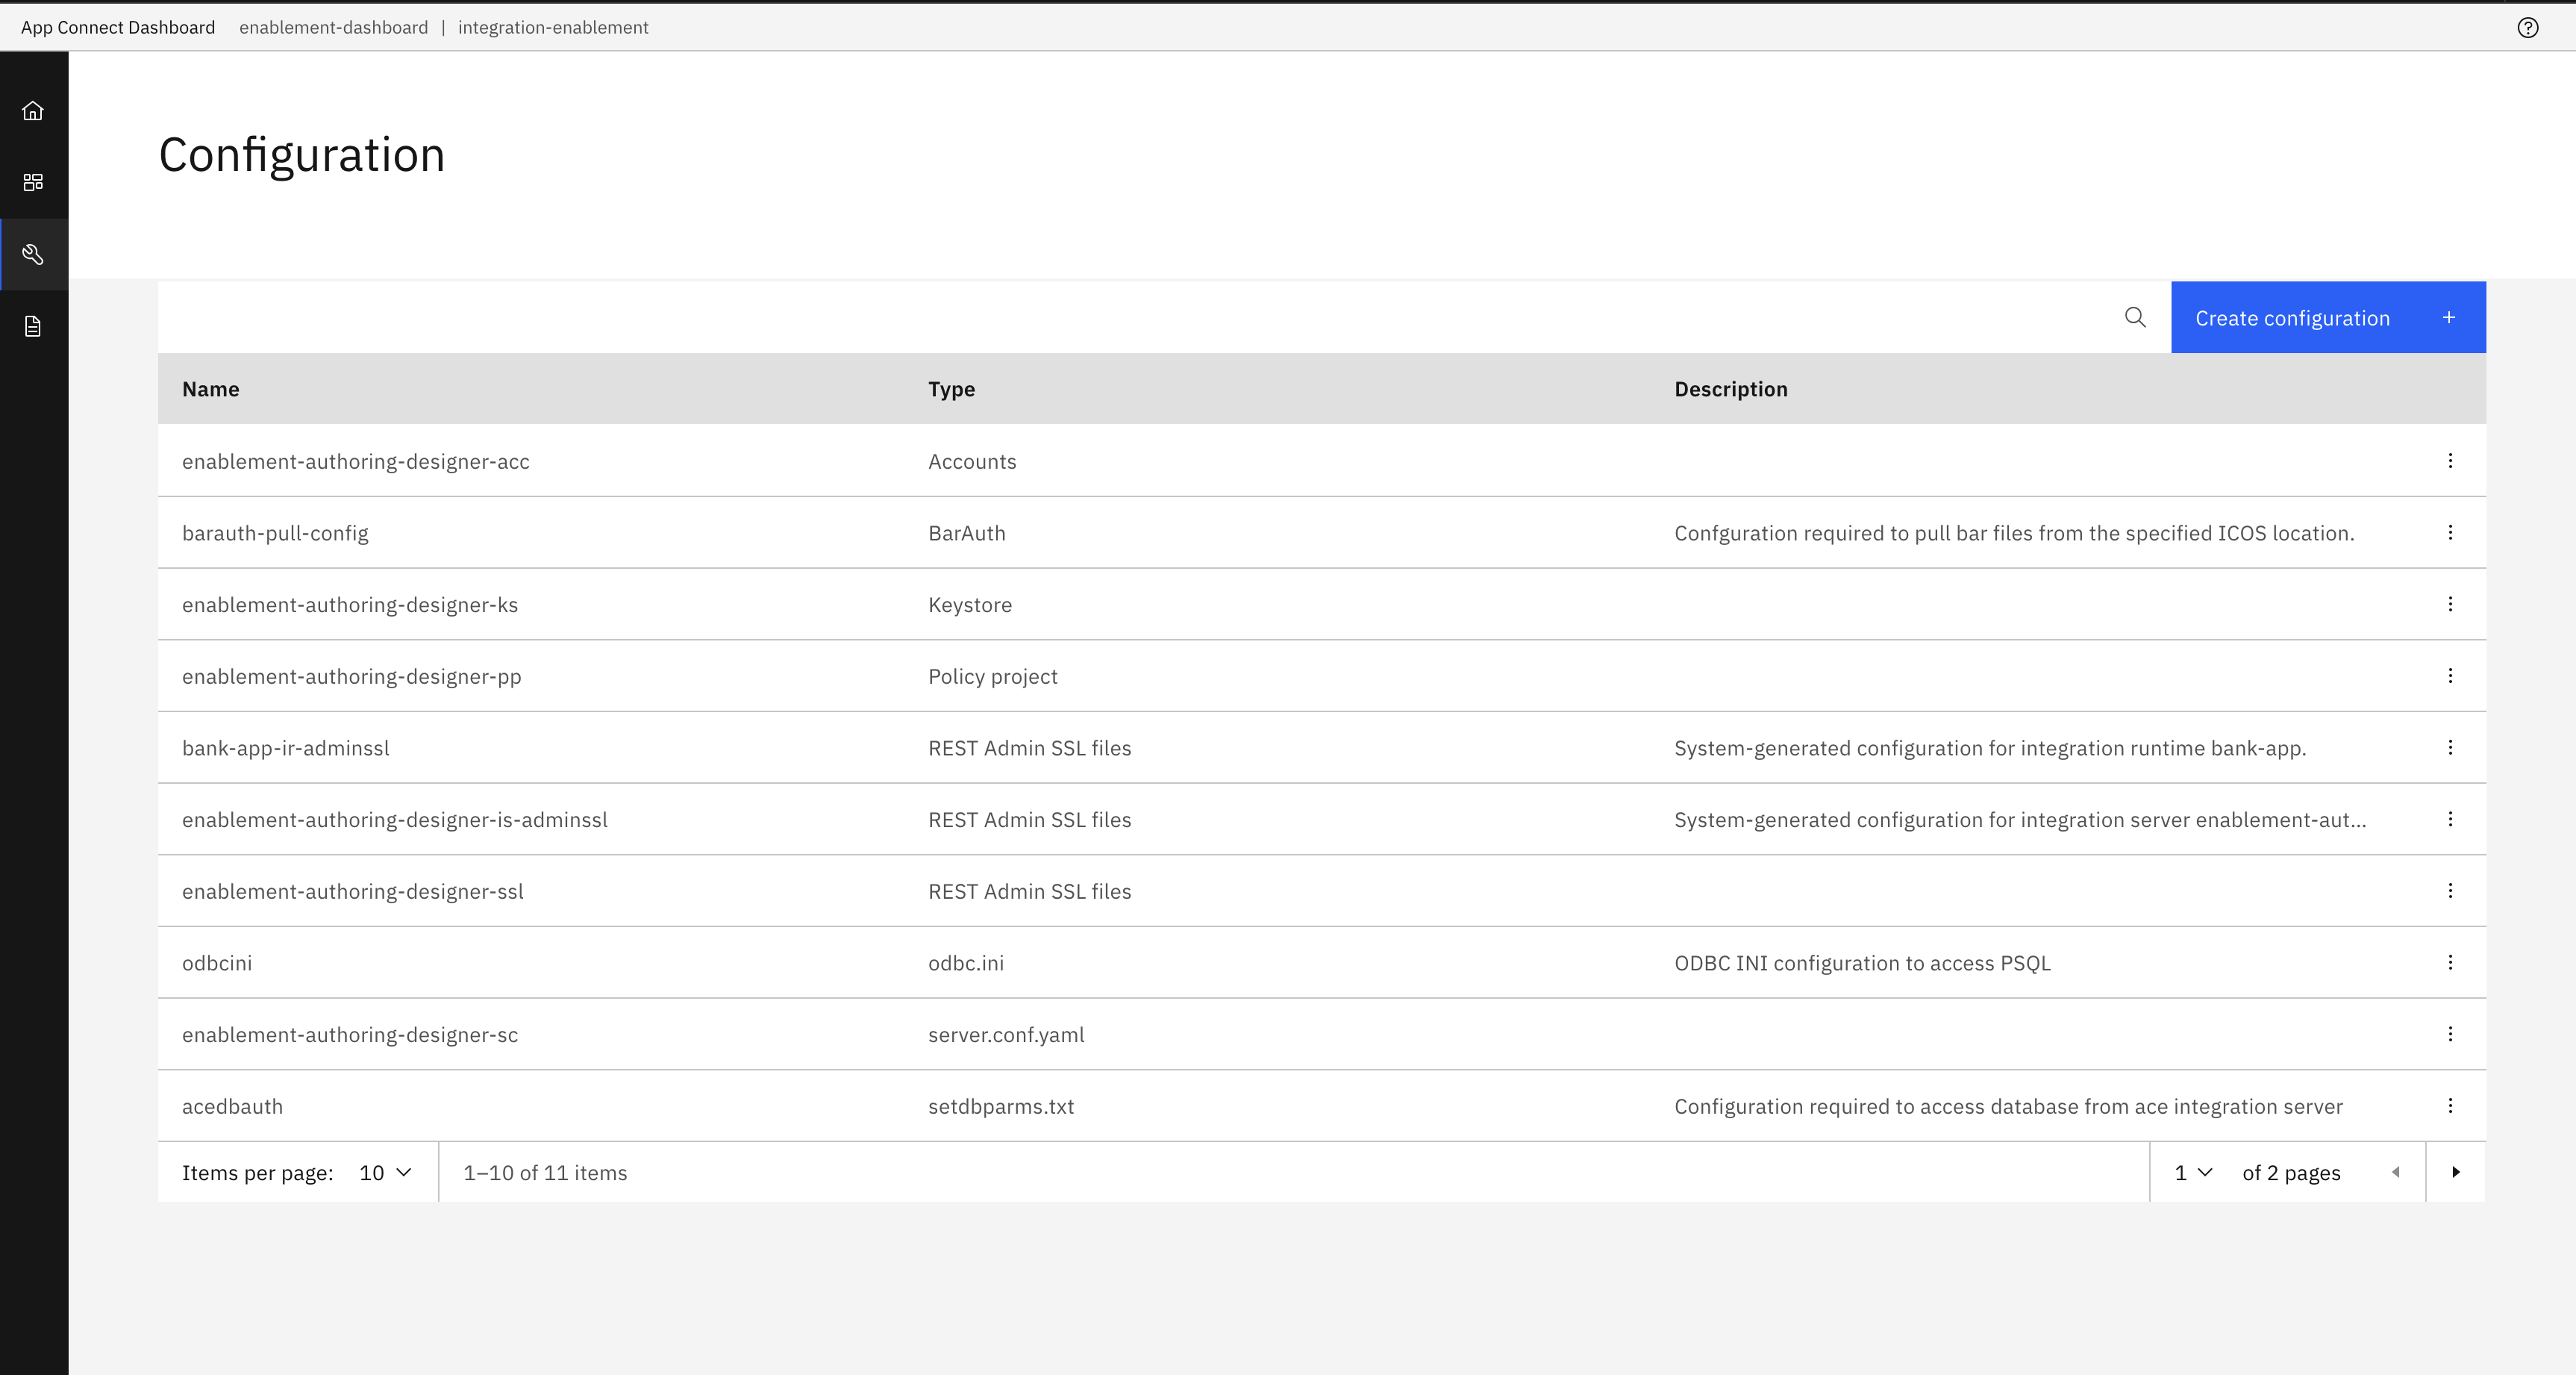 App Connect Dashboard enablement-dashboard | integration-enablement
Configuration
Create configuration +
Name Type Description
enablement-authoring-designer-acc Accounts
barauth-pull-config BarAuth Confguration required to pull bar files from the specified ICOS location.
enablement-authoring-designer-ks Keystore
enablement-authoring-designer-pp Policy project
bank-app-ir-adminssl REST Admin SSL files System-generated configuration for integration runtime bank-app.
enablement-authoring-designer-is-adminssl REST Admin SSL files System-generated configuration for integration server enablement-aut...
enablement-authoring-designer-ssl REST Admin SSL files
odbcini odbc.ini ODBC INI configuration to access PSQL
enablement-authoring-designer-sc server.conf.yaml
acedbauth setdbparms.txt Configuration required to access database from ace integration server
Items per page: 10 1–10 of 11 items 1 of 2 pages